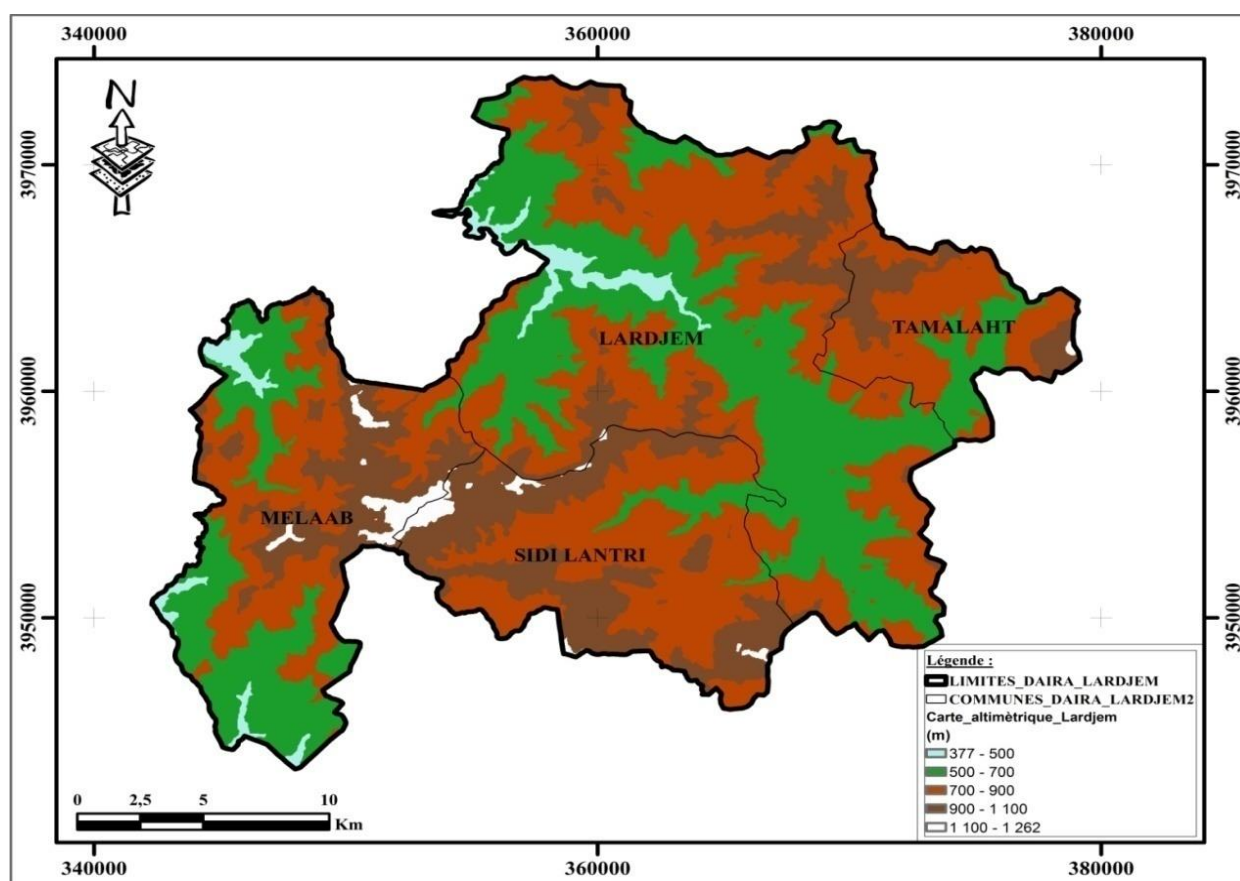 340000 360000 380000
N
3970000 3970000
TAMALAHT
LARDJEM
3960000 3960000
MELAAB
SIDI LANTRI
3950000 3950000
Légende :
LIMITES_DAIRA_LARDJEM
COMMUNES_DAIRA_LARDJEM2
Carte_altimètrique_Lardjem
(m)
377 - 500
500 - 700
700 - 900
900 - 1 100
1 100 - 1 262
0 2,5 5 10
Km
340000 360000 380000